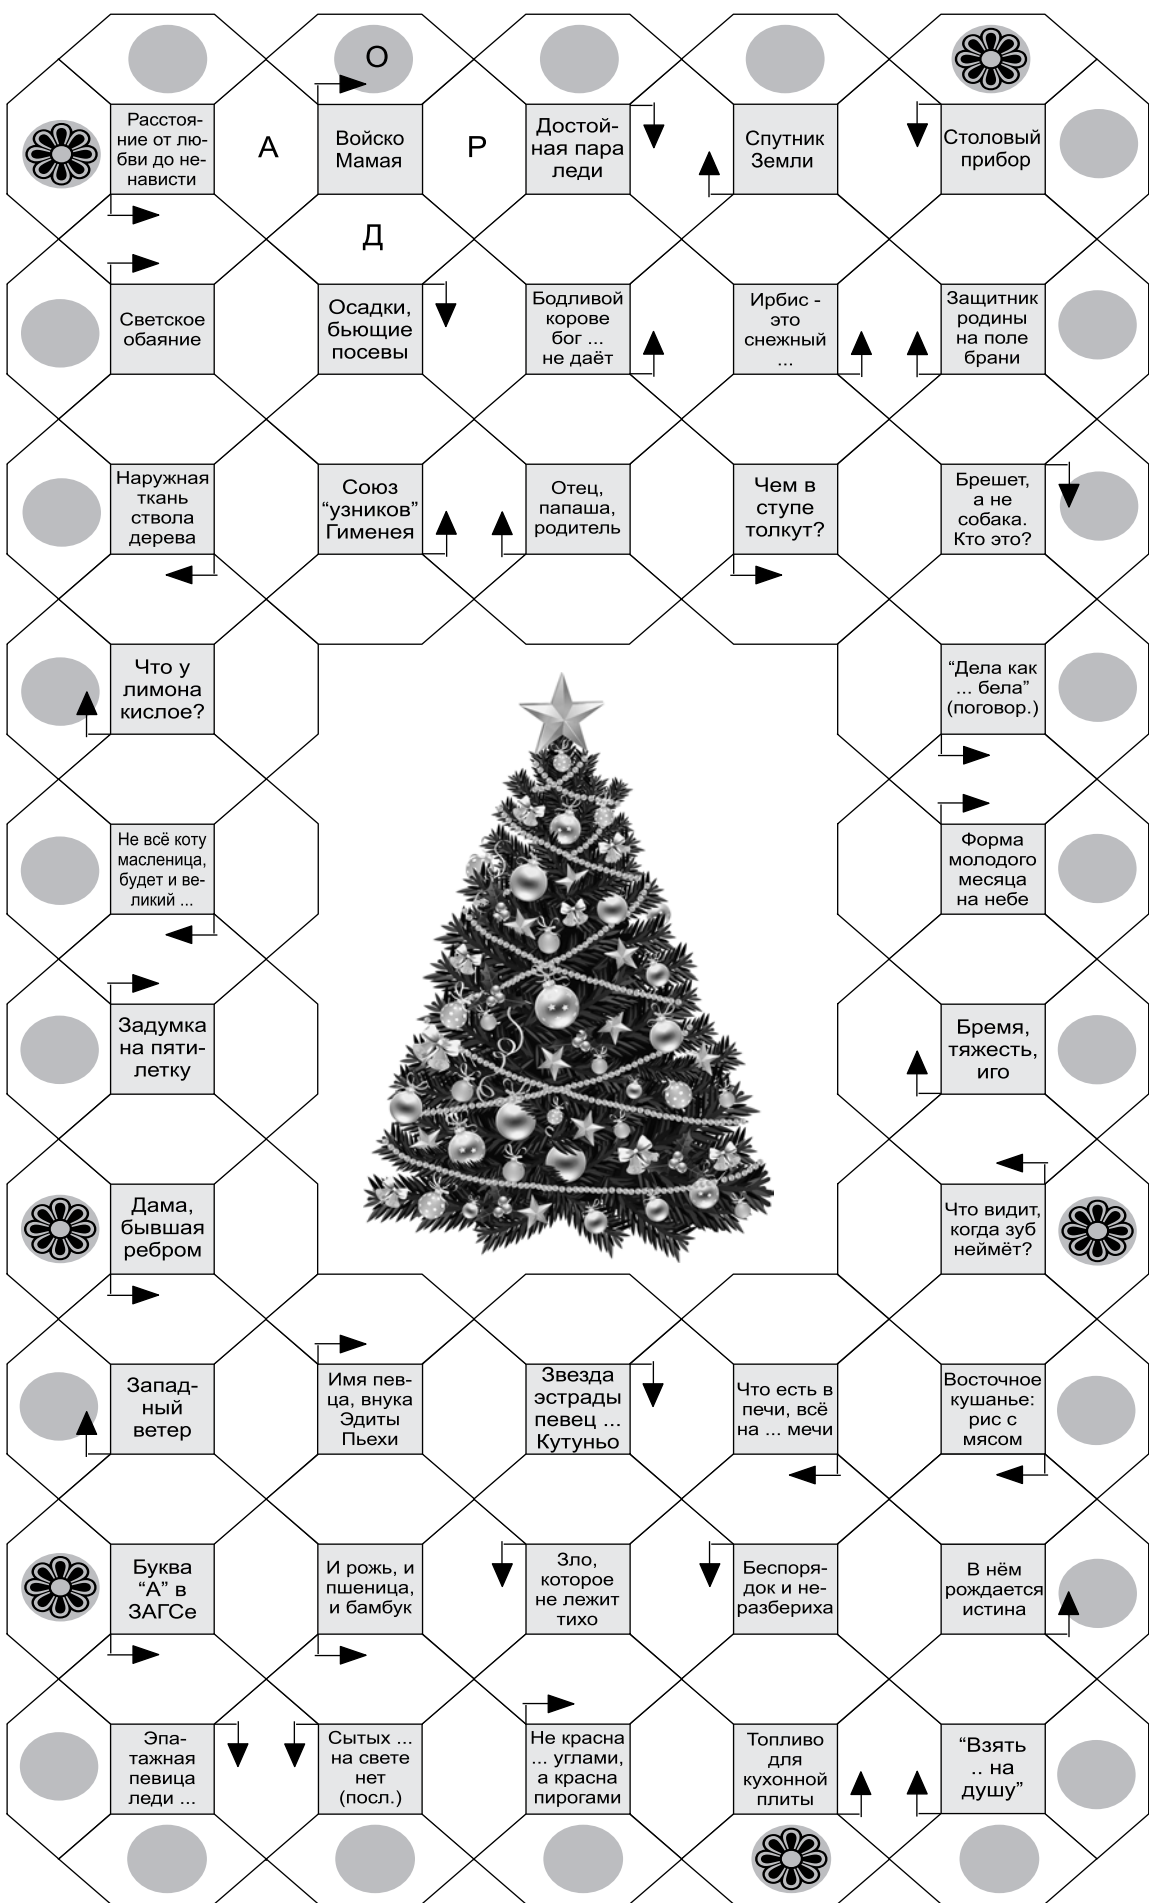 О
Расстоя-
ние от лю-
бви до не-
нависти
А
Войско
Мамая
Р
Достой-
ная пара
леди
Спутник
Земли
Столовый
прибор
Д
Светское
обаяние
Осадки,
бьющие
посевы
Бодливой
корове
бог ...
не даёт
Ирбис -
это
снежный
...
Защитник
родины
на поле
брани
Наружная
ткань
ствола
дерева
Союз
“узников”
Гименея
Отец,
папаша,
родитель
Чем в
ступе
толкут?
Брешет,
а не
собака.
Кто это?
Что у
лимона
кислое?
“Дела как
... бела”
(поговор.)
Не всё коту
масленица,
будет и ве-
ликий ...
Форма
молодого
месяца
на небе
Задумка
на пяти-
летку
Бремя,
тяжесть,
иго
Дама,
бывшая
ребром
Что видит,
когда зуб
неймёт?
Запад-
ный
ветер
Имя пев-
ца, внука
Эдиты
Пьехи
Звезда
эстрады
певец ...
Кутуньо
Что есть в
печи, всё
на ... мечи
Восточное
кушанье:
рис с
мясом
Буква
“А” в
ЗАГСе
И рожь, и
пшеница,
и бамбук
Зло,
которое
не лежит
тихо
Беспоря-
док и не-
разбериха
В нём
рождается
истина
Эпа-
тажная
певица
леди ...
Сытых ...
на свете
нет
(посл.)
Не красна
... углами,
а красна
пирогами
Топливо
для
кухонной
плиты
“Взять
.. на
душу”